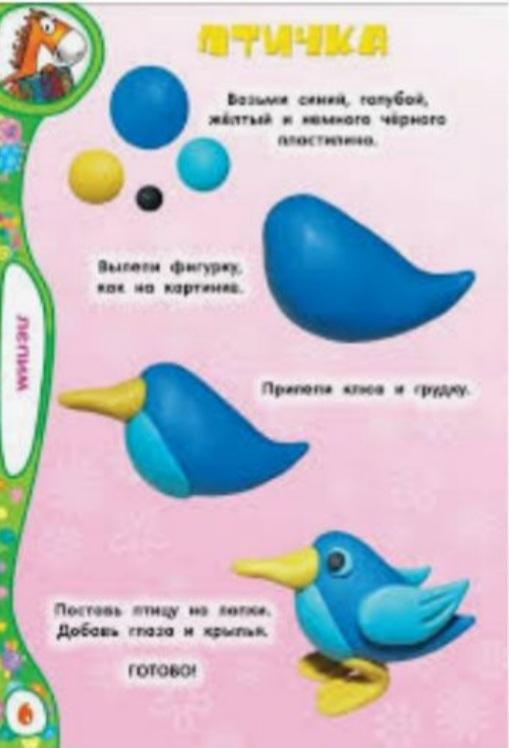 ПТИЧКА
Возьми синий, голубой,
жёлтый и немного чёрного
пластилина.
Вылепи фигурку,
как на картинке.
Прилепи клюв и грудку.
лепим
Поставь птицу на лапки.
Добавь глаза и крылья.
ГОТОВО!
6